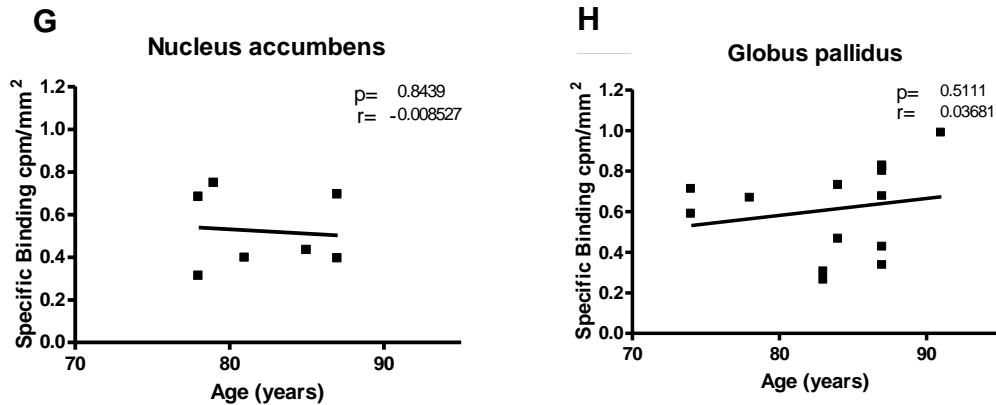 G
Nucleus accumbens
p= 0.8439
r= -0.008527
Specific Binding cpm/mm²
1.2
1.0
0.8
0.6
0.4
0.2
0.0
70 80 90
Age (years)
H
Globus pallidus
p= 0.5111
r= 0.03681
Specific Binding cpm/mm²
1.2
1.0
0.8
0.6
0.4
0.2
0.0
70 80 90
Age (years)